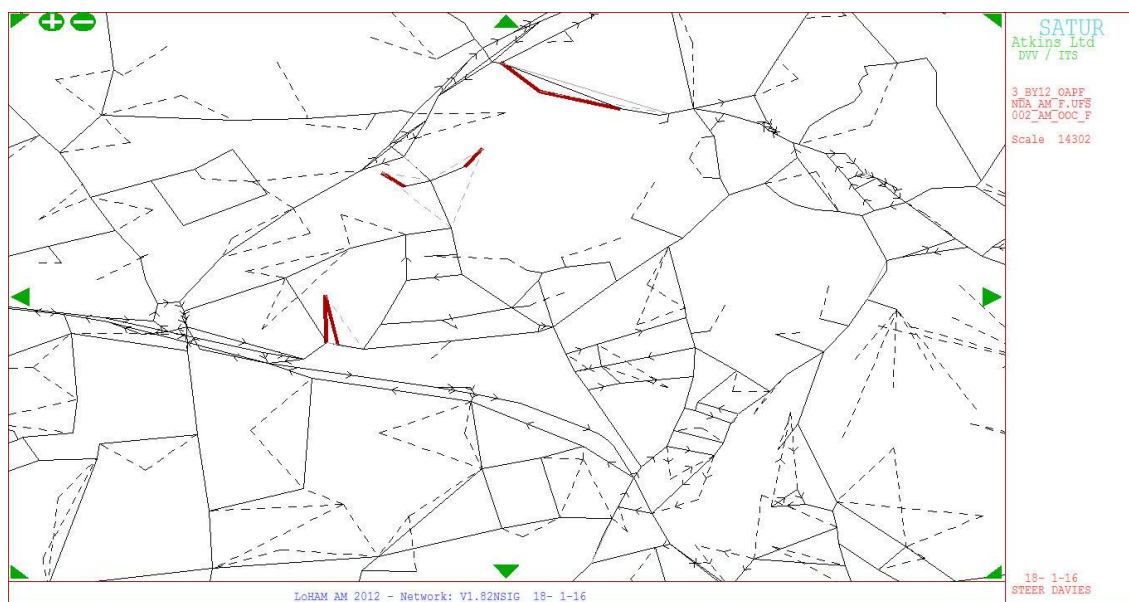 SATUR
Atkins Ltd
DVV / ITS
3_BY12_OAPF_
NDA_AM_F.UFS
002_AM_OOC_F
Scale 14302
18- 1-16
STEER DAVIES
LoHAM AM 2012 - Network: V1.82NSIG 18- 1-16